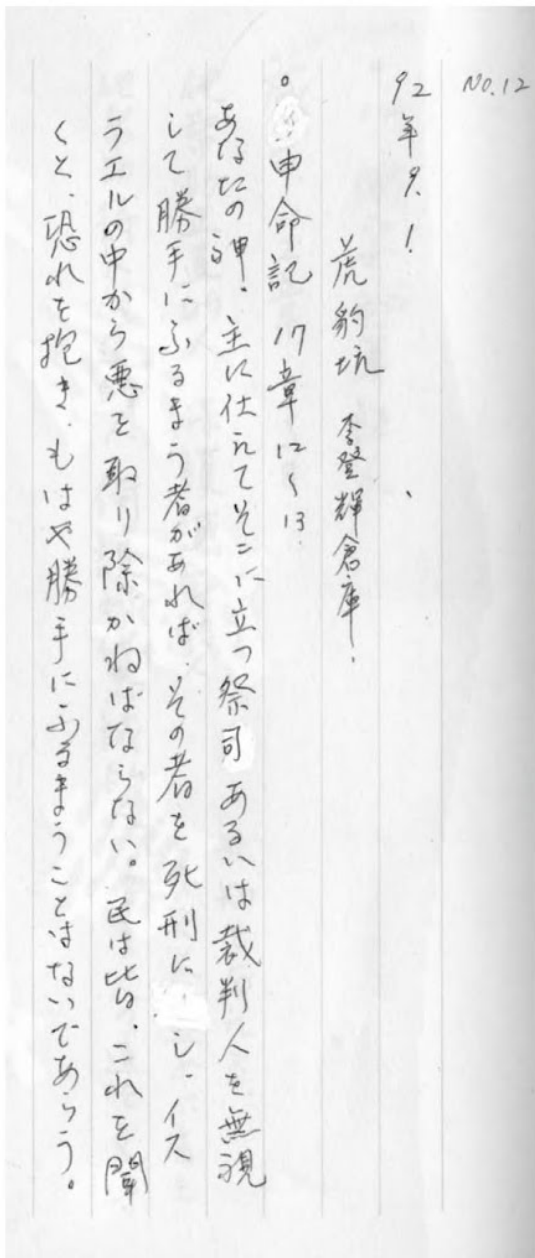 NO.12
92年9.1
虎豹坑 李登輝倉庫.
。申命記 17章12〜13.
あなたの神、主に仕えてそこに立つ祭司あるいは裁判人を無視
して勝手にふるまう者があれば、その者を死刑にし、イス
ラエルの中から悪を取り除かねばならない。民は皆、これを聞
くと、恐れを抱き、もはや勝手にふるまうことはないであろう。